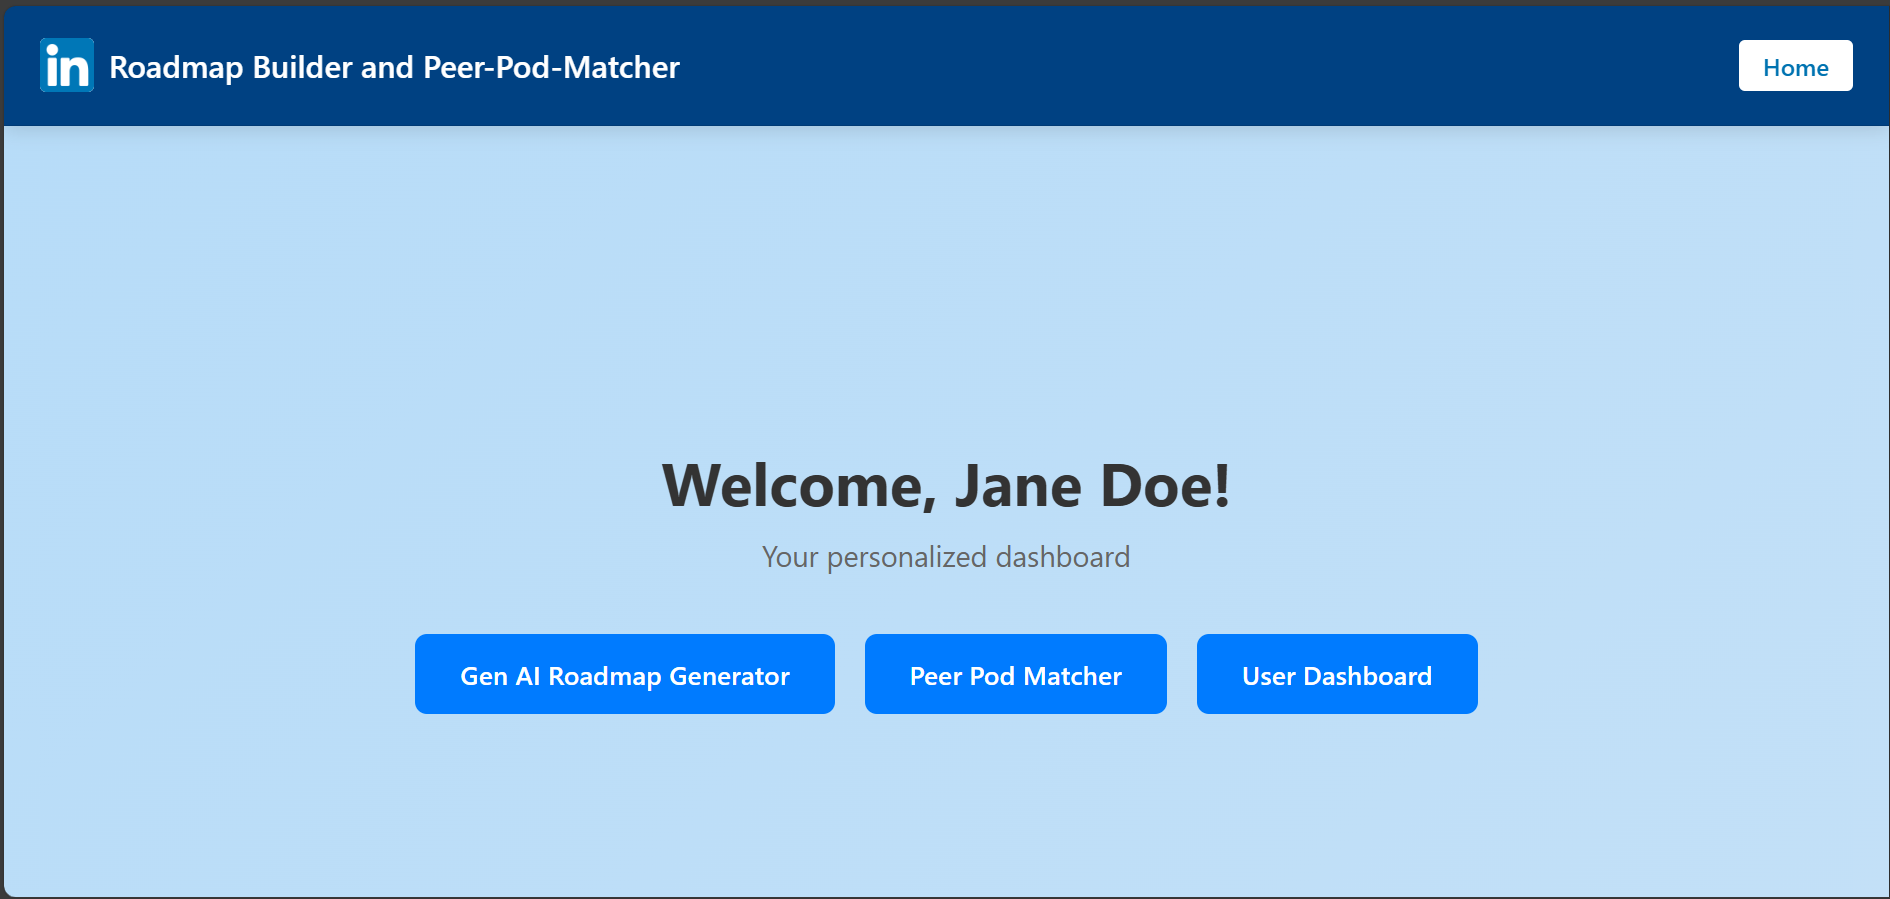 in Roadmap Builder and Peer-Pod-Matcher
Home
Welcome, Jane Doe!
Your personalized dashboard
Gen AI Roadmap Generator
Peer Pod Matcher
User Dashboard